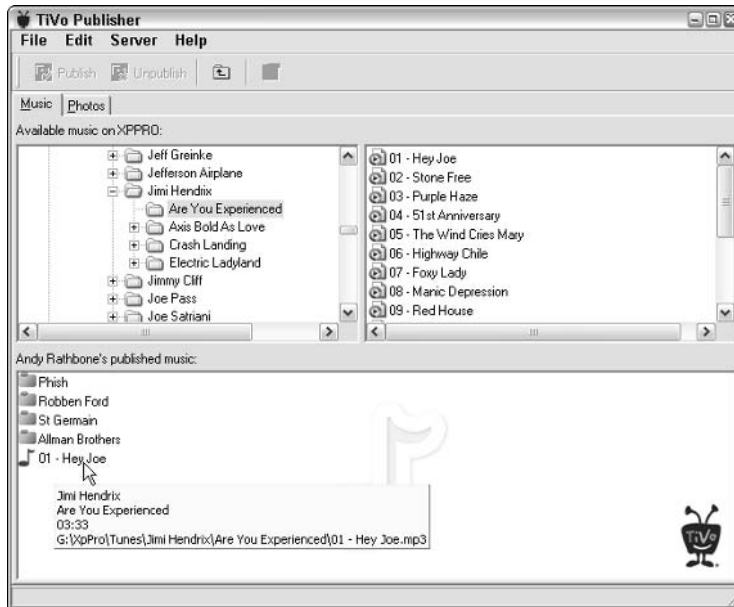 TiVo Publisher
File Edit Server Help
Publish Unpublish
Music Photos
Available music on XPPRO:
Jeff Greinke
Jefferson Airplane
Jimi Hendrix
Are You Experienced
Axis Bold As Love
Crash Landing
Electric Ladyland
Jimmy Cliff
Joe Pass
Joe Satriani
01 - Hey Joe
02 - Stone Free
03 - Purple Haze
04 - 51st Anniversary
05 - The Wind Cries Mary
06 - Highway Chile
07 - Foxy Lady
08 - Manic Depression
09 - Red House
Andy Rathbone's published music:
Phish
Robben Ford
St Germain
Allman Brothers
01 - Hey Joe
Jimi Hendrix
Are You Experienced
03:33
G:\XpPro\Tunes\Jimi Hendrix\Are You Experienced\01 - Hey Joe.mp3
TiVo